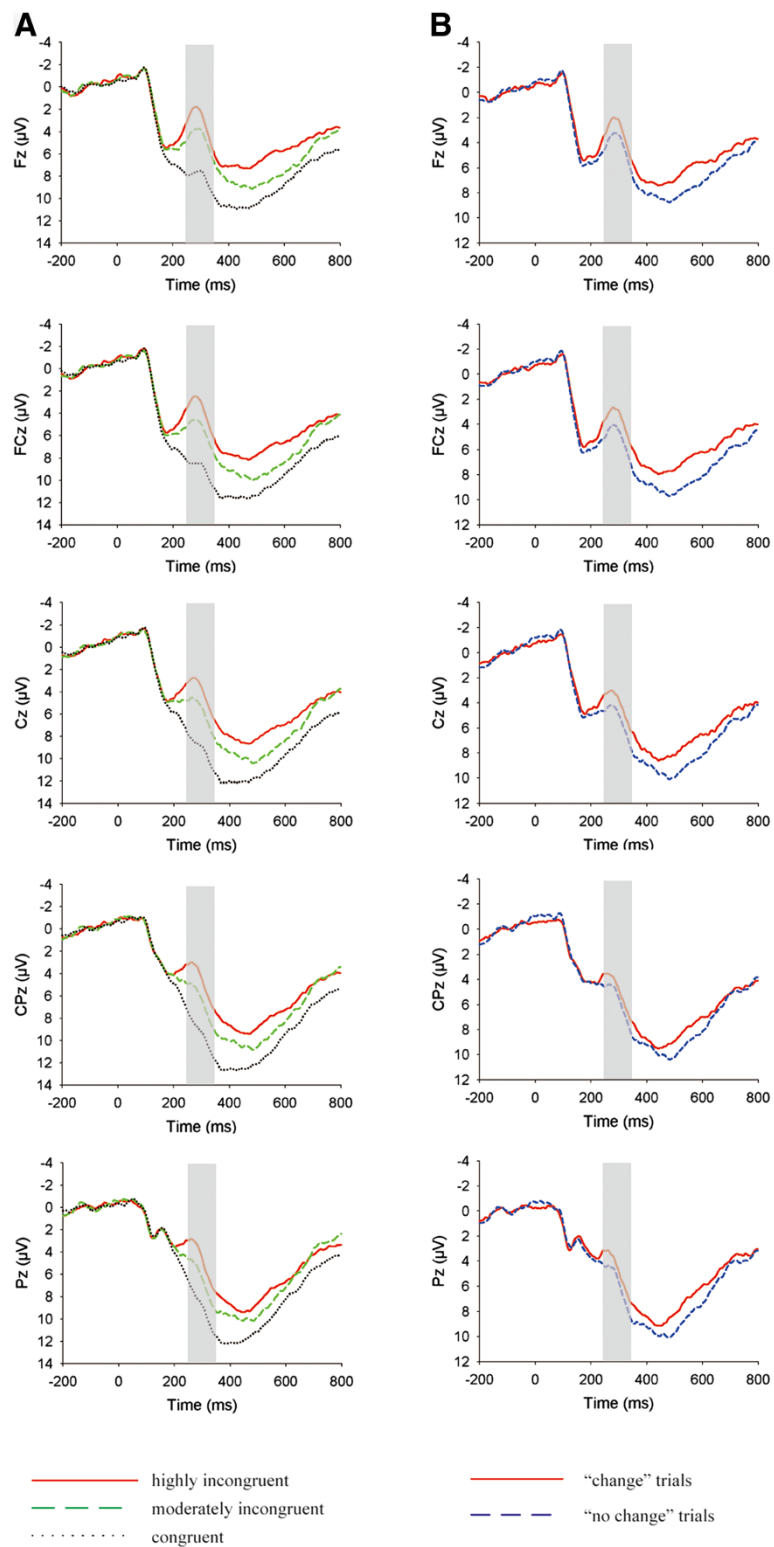 A
-4
-2
0
2
4
6
8
10
12
14
Fz (µV)
-200 0 200 400 600 800
Time (ms)
B
-4
-2
0
2
4
6
8
10
12
Fz (µV)
-200 0 200 400 600 800
Time (ms)
-4
-2
0
2
4
6
8
10
12
14
FCz (µV)
-200 0 200 400 600 800
Time (ms)
-4
-2
0
2
4
6
8
10
12
FCz (µV)
-200 0 200 400 600 800
Time (ms)
-4
-2
0
2
4
6
8
10
12
14
Cz (µV)
-200 0 200 400 600 800
Time (ms)
-4
-2
0
2
4
6
8
10
12
Cz (µV)
-200 0 200 400 600 800
Time (ms)
-4
-2
0
2
4
6
8
10
12
14
CPz (µV)
-200 0 200 400 600 800
Time (ms)
-4
-2
0
2
4
6
8
10
12
CPz (µV)
-200 0 200 400 600 800
Time (ms)
-4
-2
0
2
4
6
8
10
12
14
Pz (µV)
-200 0 200 400 600 800
Time (ms)
-4
-2
0
2
4
6
8
10
12
Pz (µV)
-200 0 200 400 600 800
Time (ms)
highly incongruent
moderately incongruent
congruent
“change” trials
“no change” trials